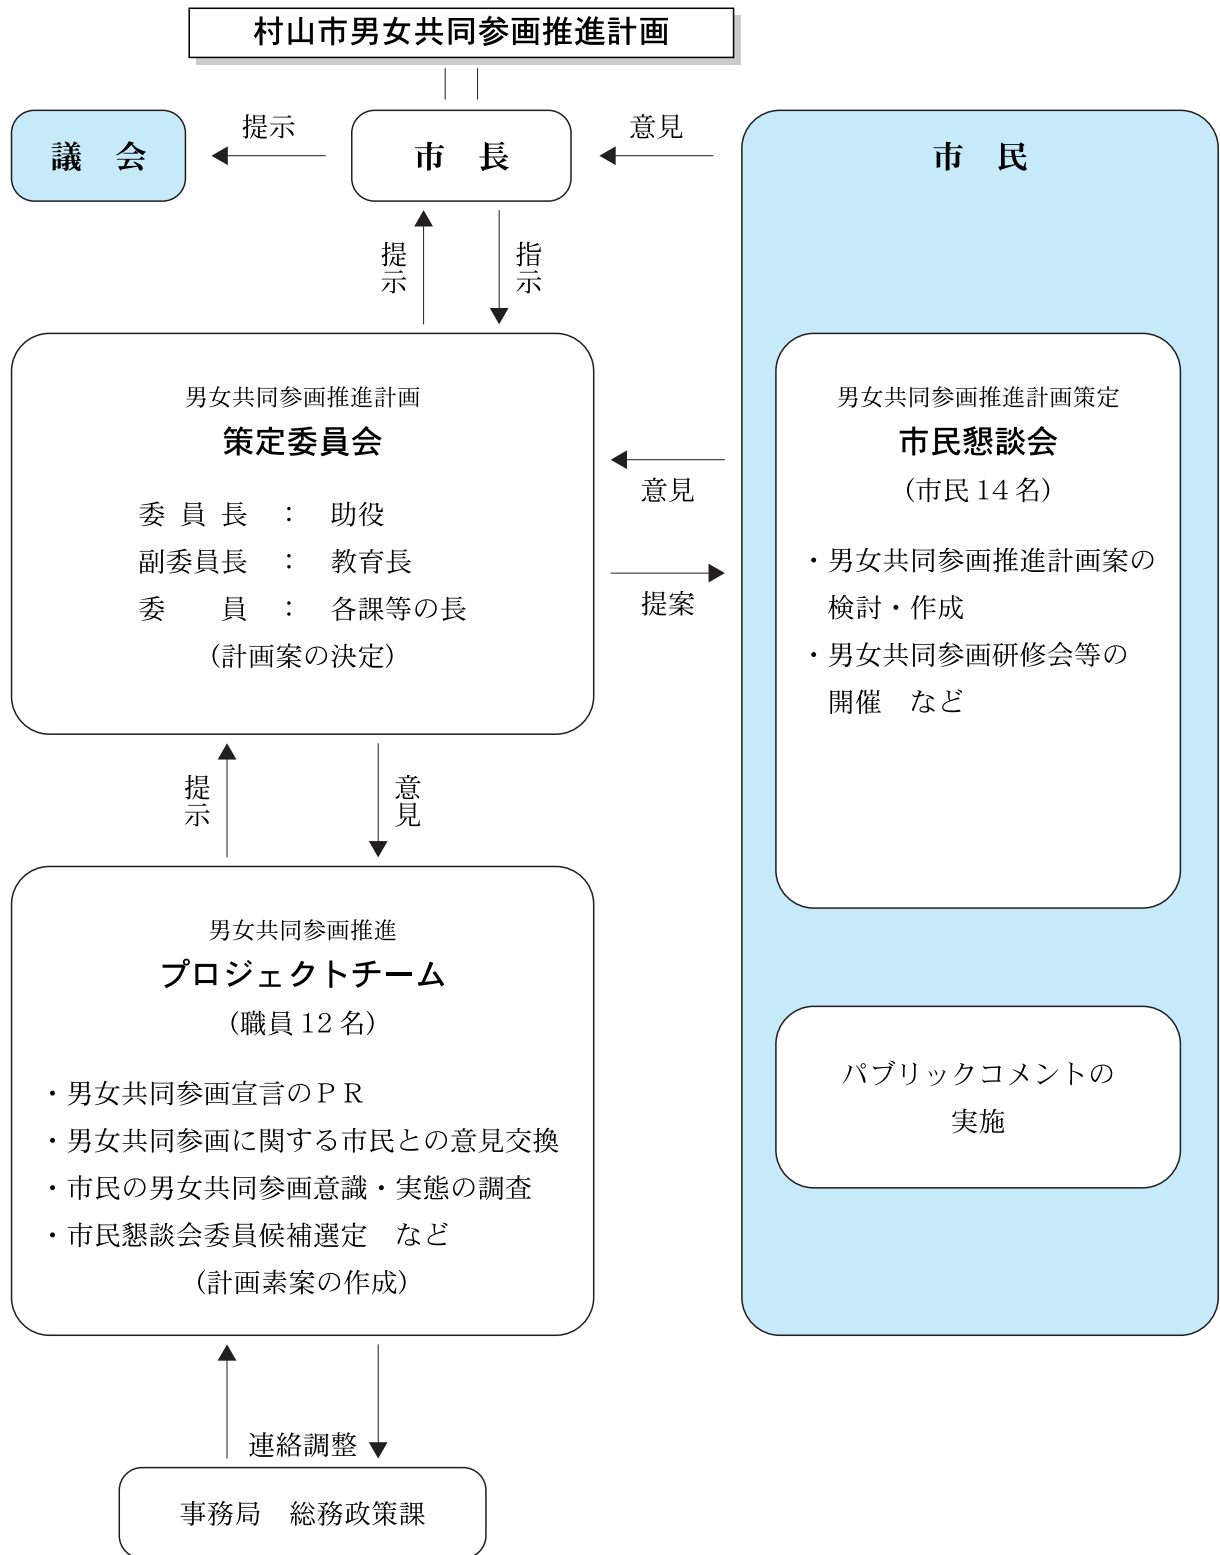 村山市男女共同参画推進計画
議　会
提示
市　長
意見
市　民
提示
指示
男女共同参画推進計画
策定委員会
委員長 ： 助役
副委員長 ： 教育長
委　員 ： 各課等の長
（計画案の決定）
意見
提案
男女共同参画推進計画策定
市民懇談会
（市民14名）
・男女共同参画推進計画案の
検討・作成
・男女共同参画研修会等の
開催　など
提示
意見
男女共同参画推進
プロジェクトチーム
（職員12名）
・男女共同参画宣言のＰＲ
・男女共同参画に関する市民との意見交換
・市民の男女共同参画意識・実態の調査
・市民懇談会委員候補選定　など
（計画素案の作成）
パブリックコメントの
実施
連絡調整
事務局　総務政策課